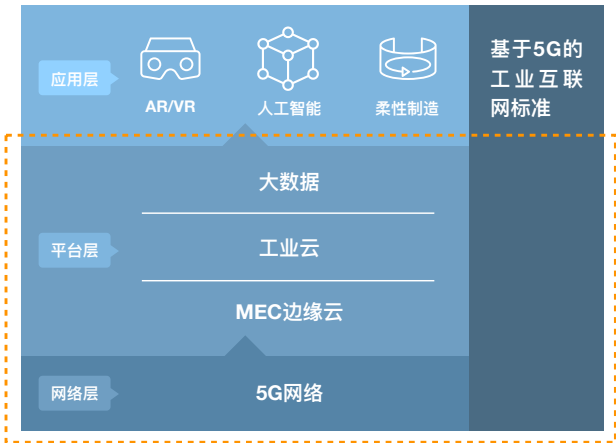 应用层
AR/VR
人工智能
柔性制造
基于5G的
工业互联
网标准
平台层
大数据
工业云
MEC边缘云
网络层
5G网络